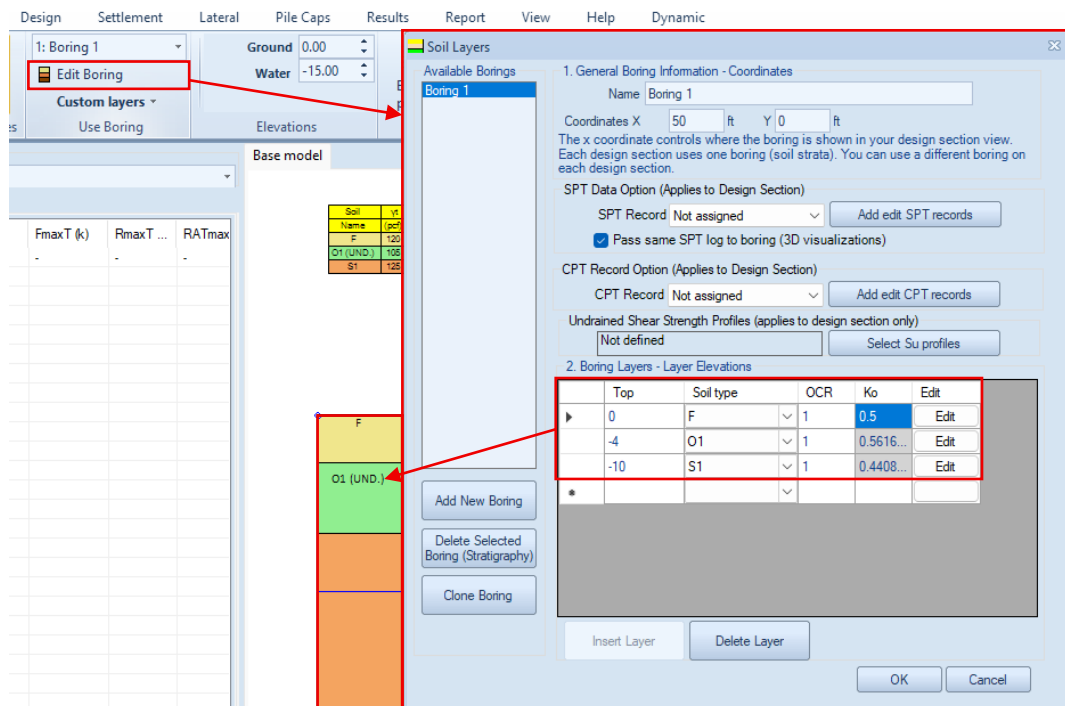 Design Settlement Lateral Pile Caps Results Report View Help Dynamic
1: Boring 1
Edit Boring
Custom layers
Use Boring
Ground 0.00
Water -15.00
Elevations
Base model
FmaxT (k) RmaxT ... RATmax
- - -
Soil γt
Name (pcf)
F 120
O1 (UND.) 105
S1 125
F
O1 (UND.)
Soil Layers
Available Borings
Boring 1
Add New Boring
Delete Selected
Boring (Stratigraphy)
Clone Boring
1. General Boring Information - Coordinates
Name Boring 1
Coordinates X 50 ft Y 0 ft
The x coordinate controls where the boring is shown in your design section view.
Each design section uses one boring (soil strata). You can use a different boring on
each design section.
SPT Data Option (Applies to Design Section)
SPT Record Not assigned Add edit SPT records
Pass same SPT log to boring (3D visualizations)
CPT Record Option (Applies to Design Section)
CPT Record Not assigned Add edit CPT records
Undrained Shear Strength Profiles (applies to design section only)
Not defined Select Su profiles
2. Boring Layers - Layer Elevations
Top Soil type OCR Ko Edit
0 F 1 0.5 Edit
-4 O1 1 0.5616... Edit
-10 S1 1 0.4408... Edit
Insert Layer Delete Layer
OK Cancel